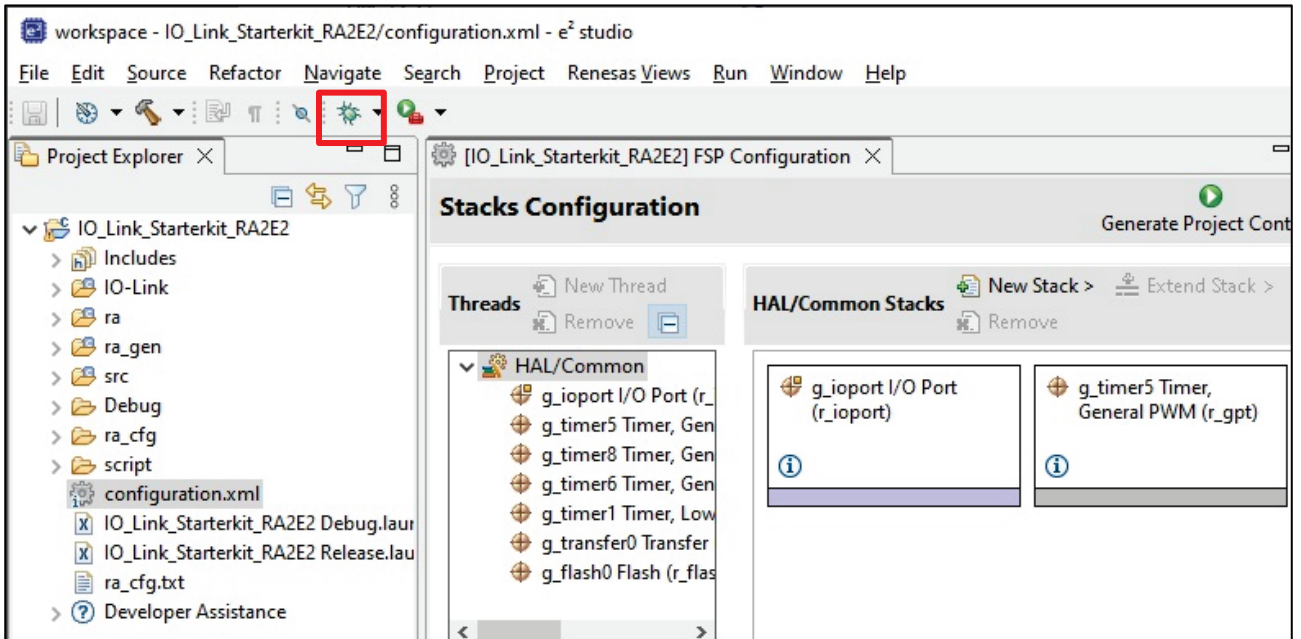 workspace - IO_Link_Starterkit_RA2E2/configuration.xml - e² studio
File Edit Source Refactor Navigate Search Project Renesas Views Run Window Help
Project Explorer
IO_Link_Starterkit_RA2E2
Includes
IO-Link
ra
ra_gen
src
Debug
ra_cfg
script
configuration.xml
IO_Link_Starterkit_RA2E2 Debug.laun
IO_Link_Starterkit_RA2E2 Release.lau
ra_cfg.txt
Developer Assistance
[IO_Link_Starterkit_RA2E2] FSP Configuration
Stacks Configuration
Generate Project Cont
Threads
New Thread
Remove
HAL/Common
g_ioport I/O Port (r_
g_timer5 Timer, Gen
g_timer8 Timer, Gen
g_timer6 Timer, Gen
g_timer1 Timer, Low
g_transfer0 Transfer
g_flash0 Flash (r_flas
HAL/Common Stacks
New Stack > Extend Stack >
Remove
g_ioport I/O Port
(r_ioport)
g_timer5 Timer,
General PWM (r_gpt)